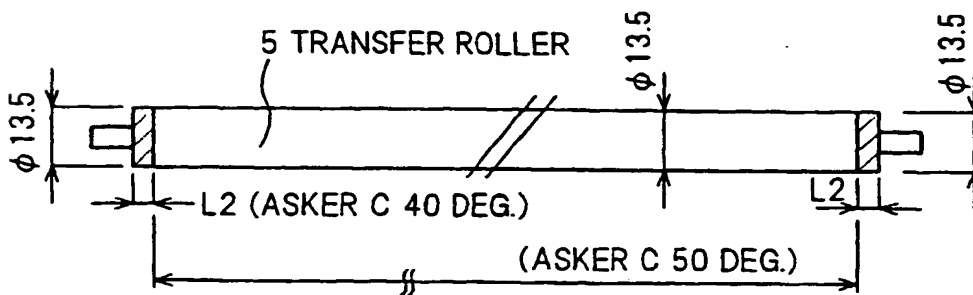 5 TRANSFER ROLLER
φ13.5
φ13.5
φ13.5
L2 (ASKER C 40 DEG.)
L2
(ASKER C 50 DEG.)